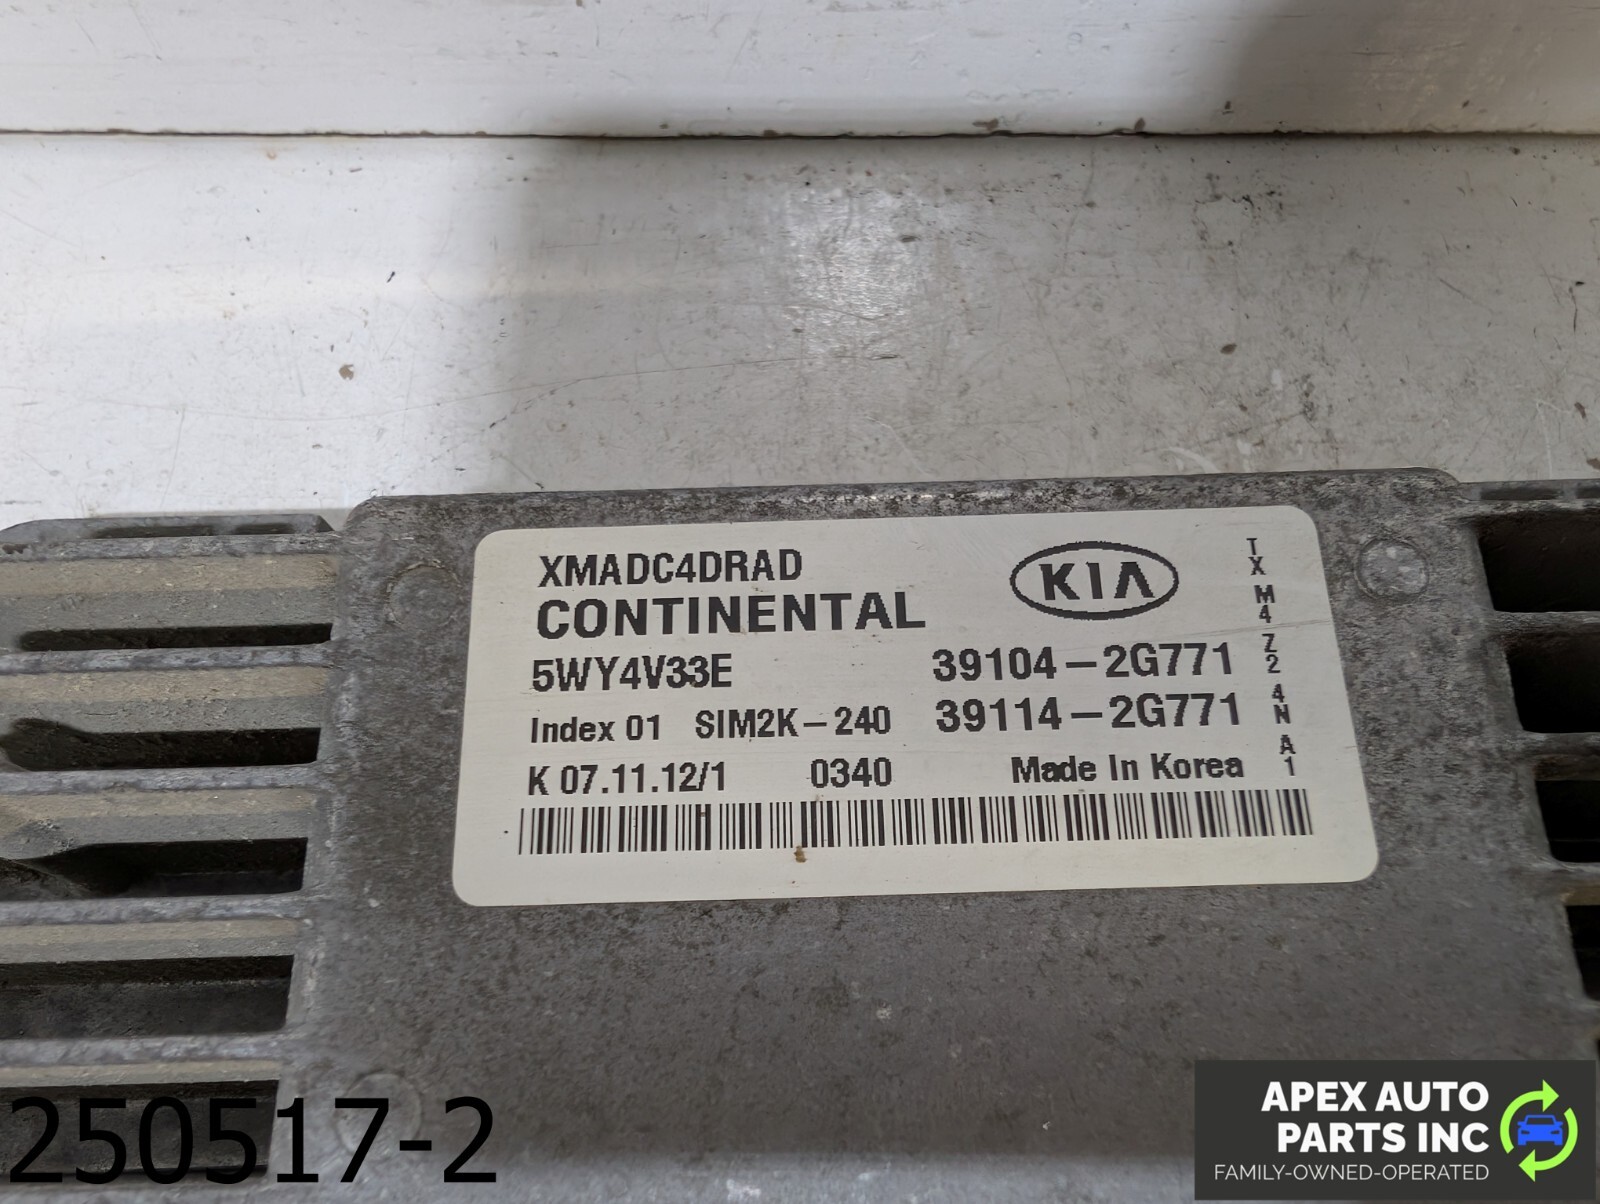 XMADC4DRAD
CONTINENTAL
KIA
5WY4V33E 39104-2G771
Index 01 SIM2K-240 39114-2G771
K 07.11.12/1 0340 Made In Korea
TX M4 Z2 4N A1
250517-2
APEX AUTO
PARTS INC
FAMILY-OWNED-OPERATED